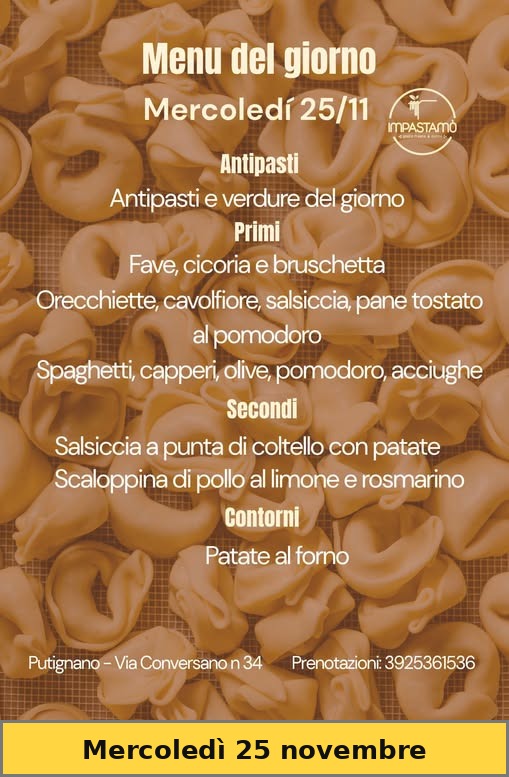 Menu del giorno
Mercoledí 25/11
IMPASTAMÒ
Antipasti
Antipasti e verdure del giorno
Primi
Fave, cicoria e bruschetta
Orecchiette, cavolfiore, salsiccia, pane tostato
al pomodoro
Spaghetti, capperi, olive, pomodoro, acciughe
Secondi
Salsiccia a punta di coltello con patate
Scaloppina di pollo al limone e rosmarino
Contorni
Patate al forno
Putignano - Via Conversano n 34 Prenotazioni: 3925361536
Mercoledì 25 novembre